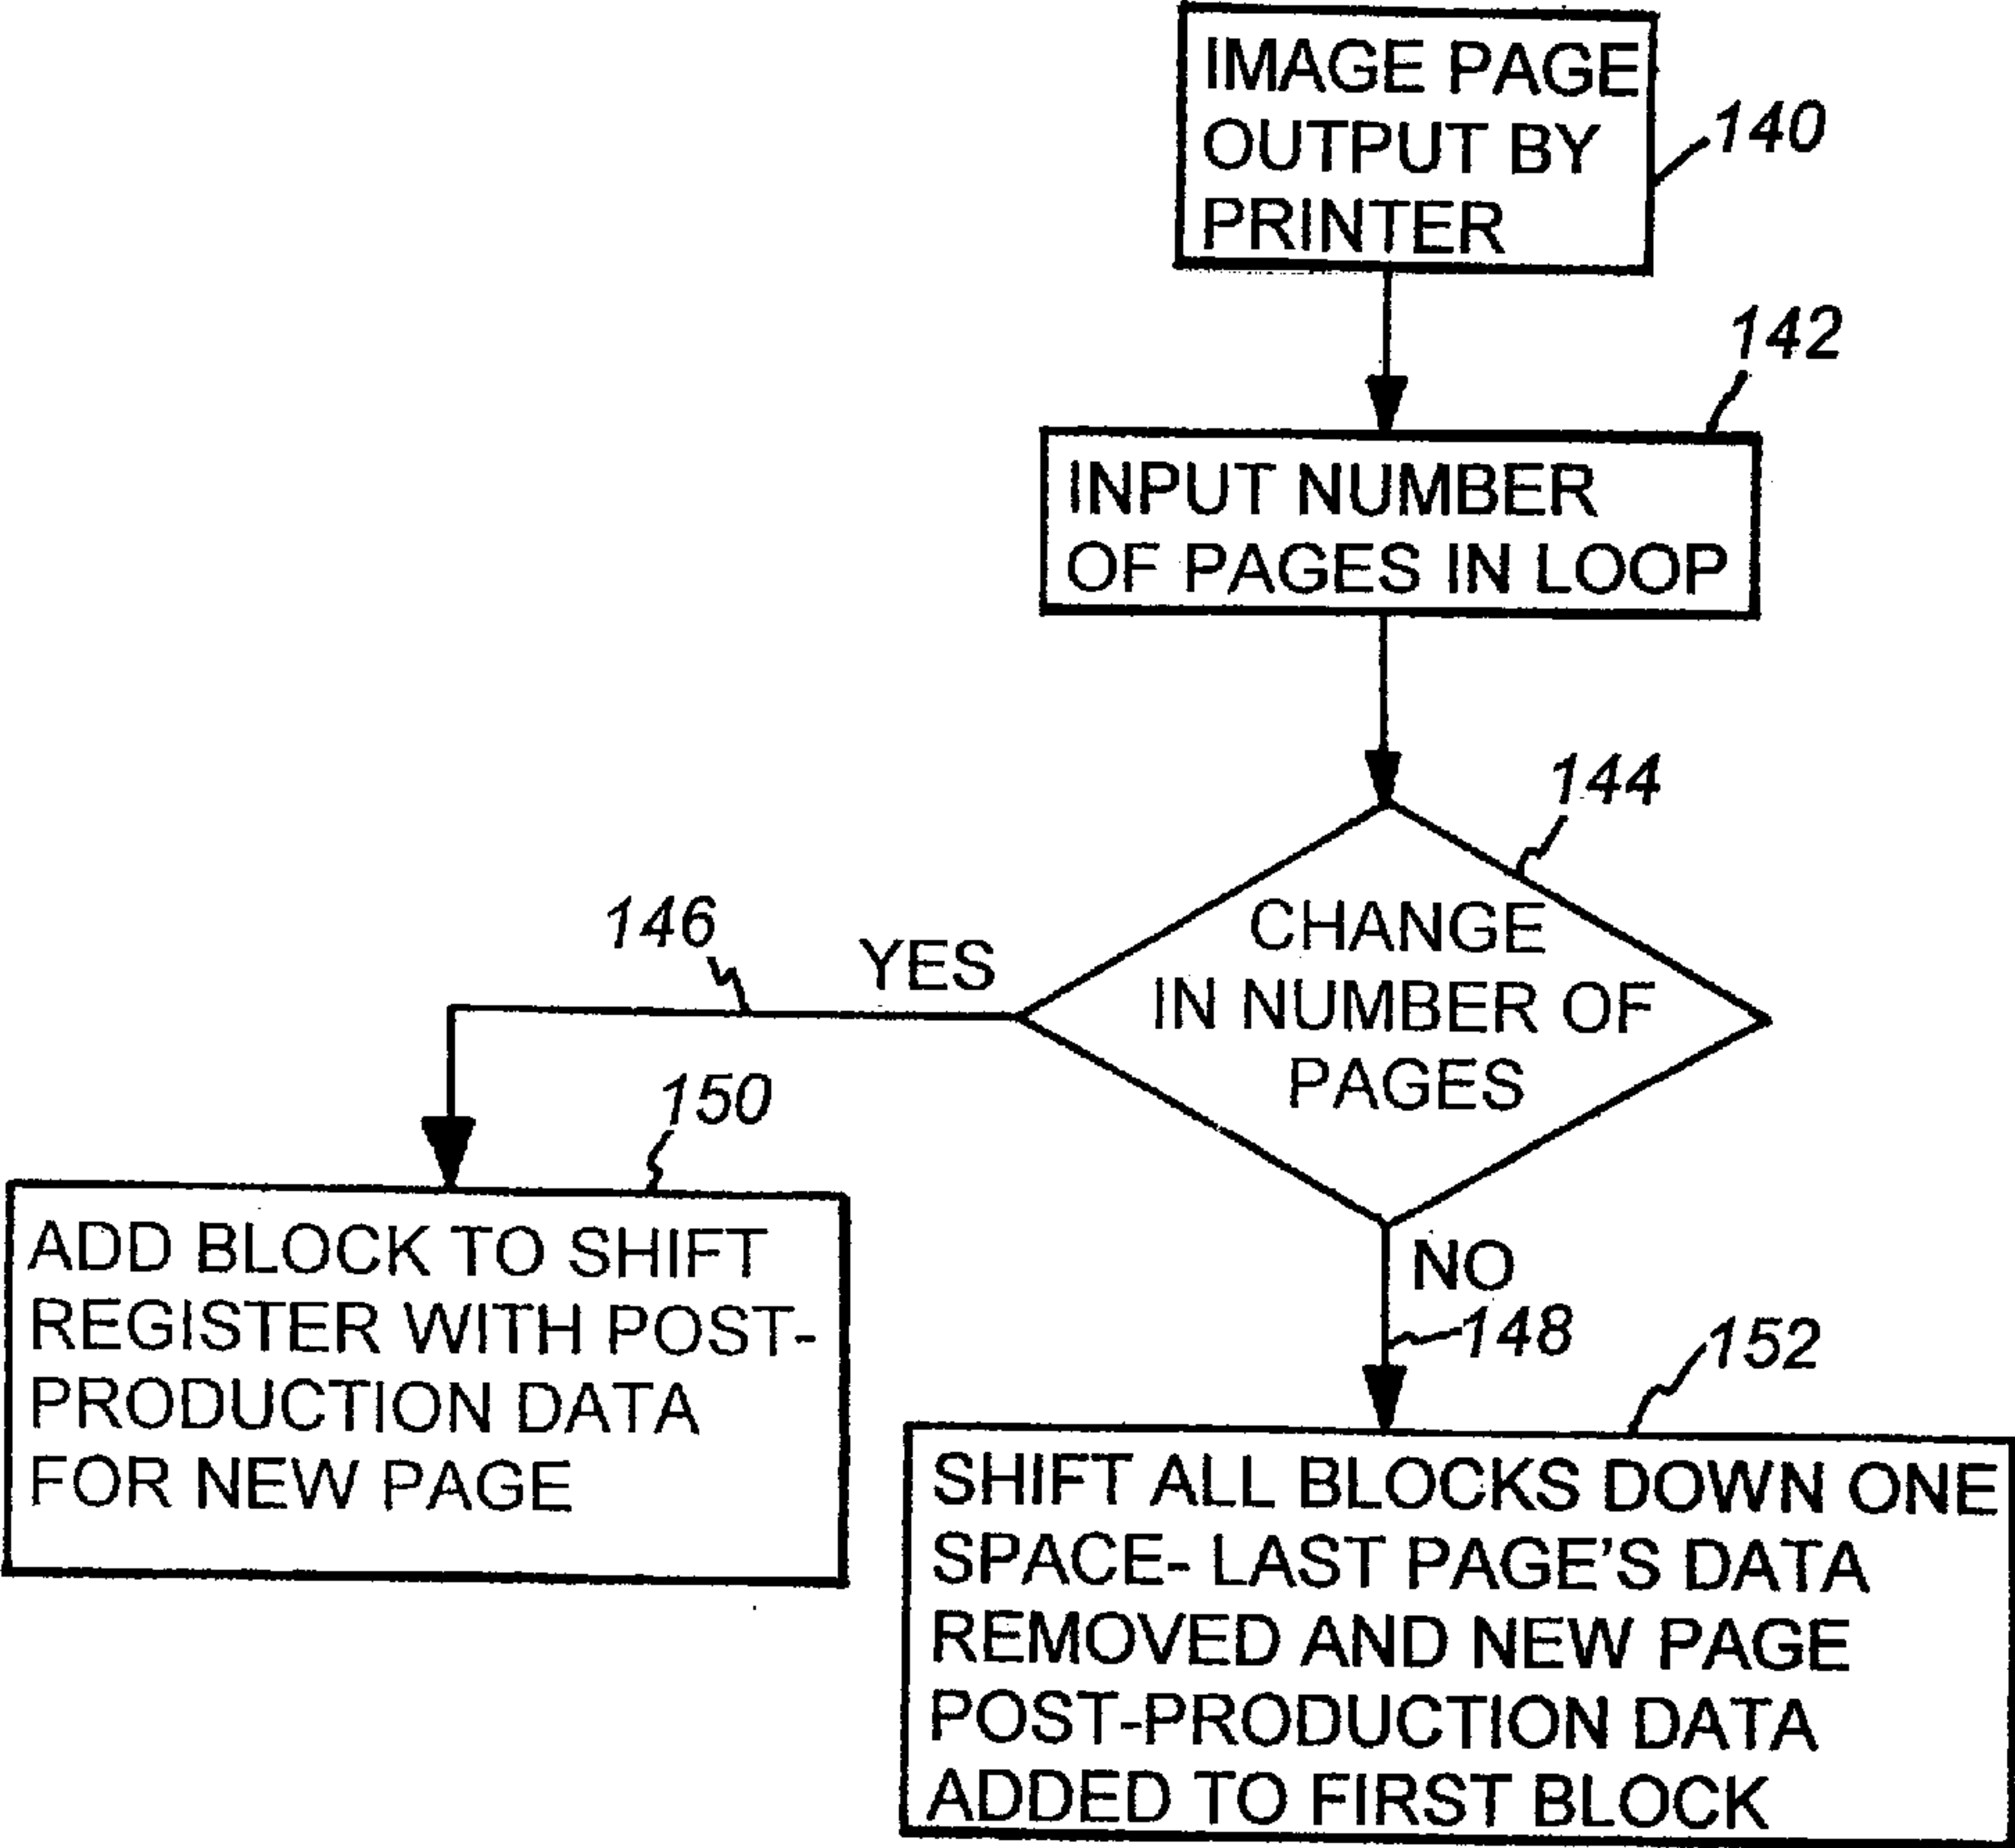 IMAGE PAGE
OUTPUT BY
PRINTER
140
142
INPUT NUMBER
OF PAGES IN LOOP
144
CHANGE
IN NUMBER OF
PAGES
146
YES
150
ADD BLOCK TO SHIFT
REGISTER WITH POST-
PRODUCTION DATA
FOR NEW PAGE
NO
148
152
SHIFT ALL BLOCKS DOWN ONE
SPACE- LAST PAGE'S DATA
REMOVED AND NEW PAGE
POST-PRODUCTION DATA
ADDED TO FIRST BLOCK